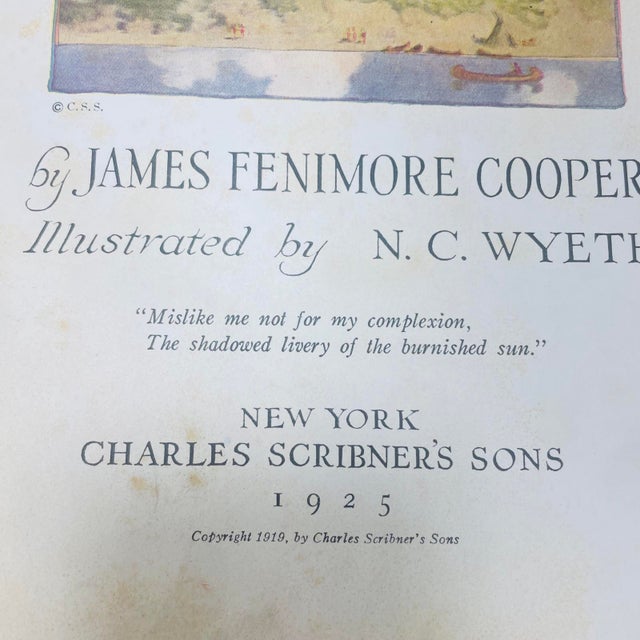 © C.S.S.
by JAMES FENIMORE COOPER
Illustrated by N. C. WYETH
"Mislike me not for my complexion,
The shadowed livery of the burnished sun."
NEW YORK
CHARLES SCRIBNER'S SONS
1925
Copyright 1919, by Charles Scribner's Sons